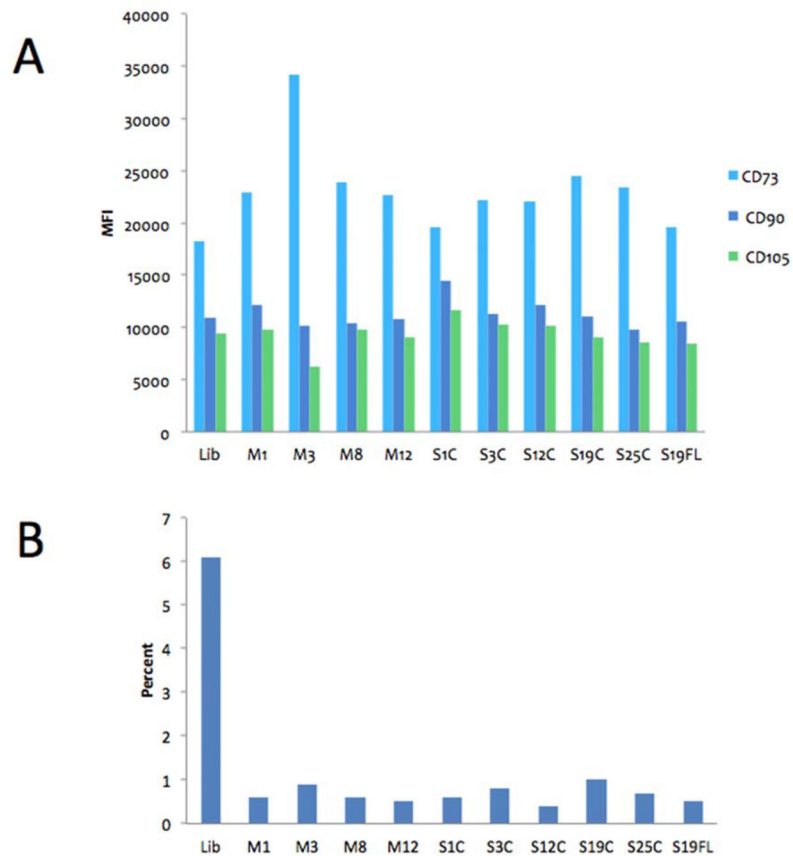 A
40000
35000
30000
25000
20000
15000
10000
5000
0
MFI
CD73
CD90
CD105
Lib M1 M3 M8 M12 S1C S3C S12C S19C S25C S19FL
B
7
6
5
4
3
2
1
0
Percent
Lib M1 M3 M8 M12 S1C S3C S12C S19C S25C S19FL